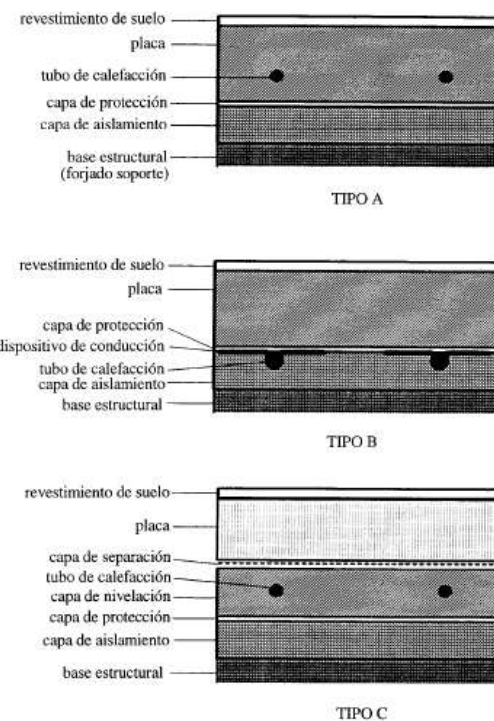 revestimiento de suelo
placa
tubo de calefacción
capa de protección
capa de aislamiento
base estructural
(forjado soporte)
TIPO A
revestimiento de suelo
placa
capa de protección
dispositivo de conducción
tubo de calefacción
capa de aislamiento
base estructural
TIPO B
revestimiento de suelo
placa
capa de separación
tubo de calefacción
capa de nivelación
capa de protección
capa de aislamiento
base estructural
TIPO C